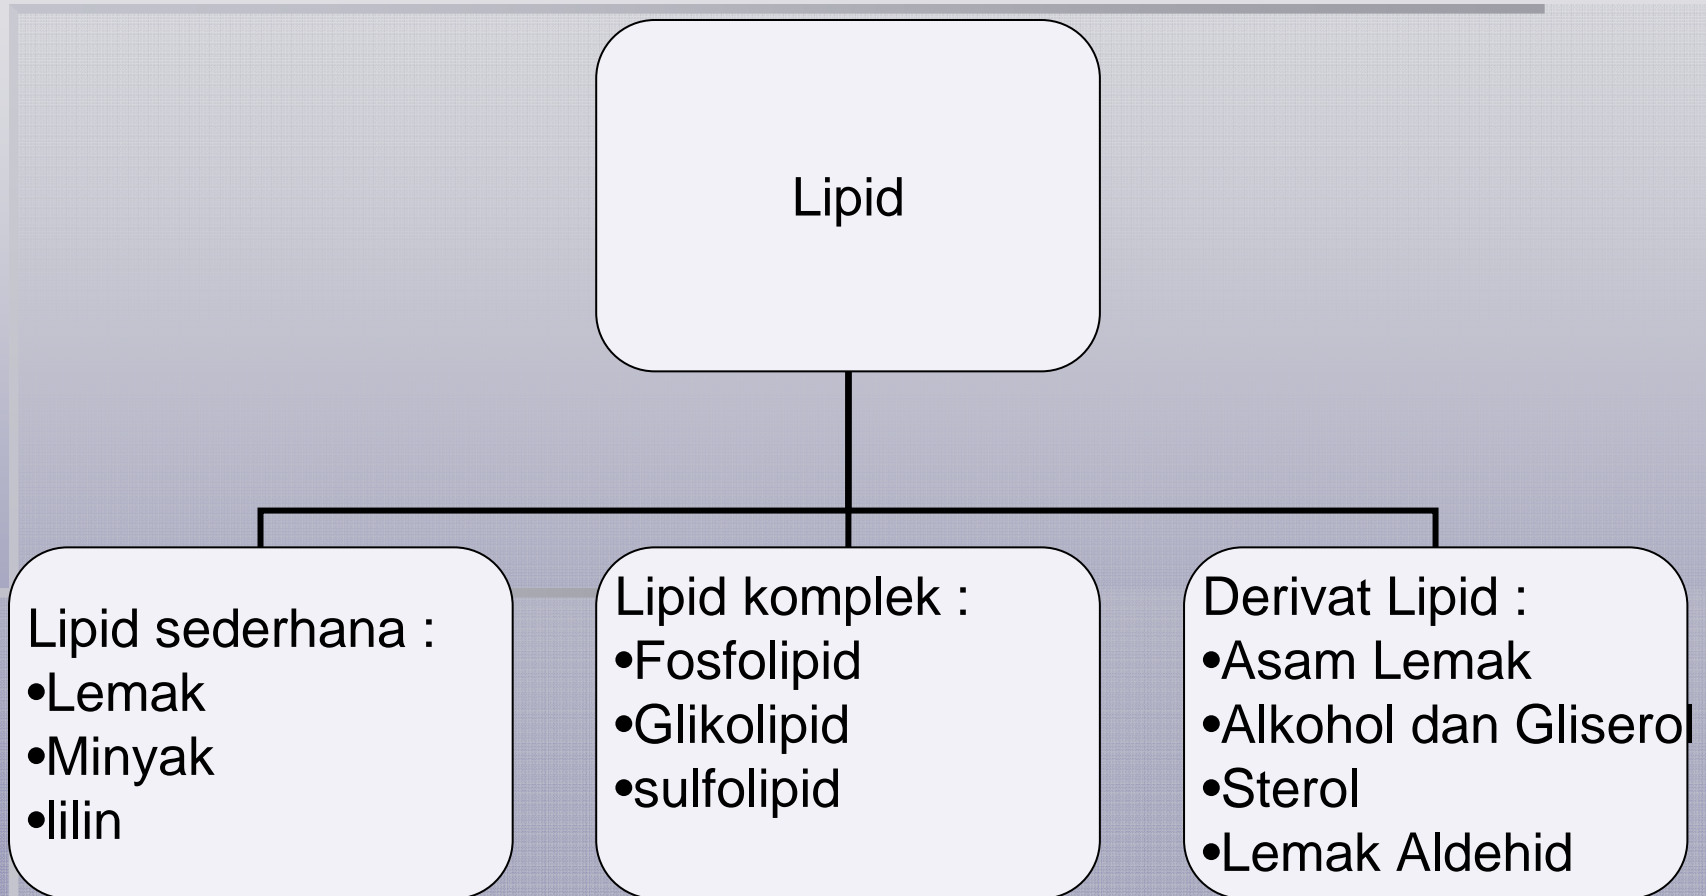 Lipid
Lipid sederhana :
•Lemak
•Minyak
•lilin
Lipid komplek :
•Fosfolipid
•Glikolipid
•sulfolipid
Derivat Lipid :
•Asam Lemak
•Alkohol dan Gliserol
•Sterol
•Lemak Aldehid